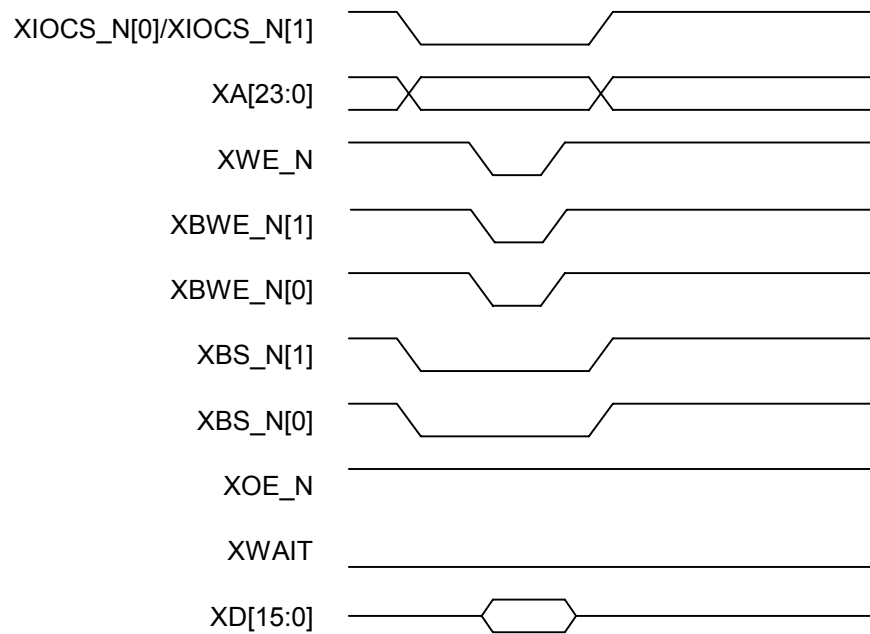 XIOCS_N[0]/XIOCS_N[1]
XA[23:0]
XWE_N
XBWE_N[1]
XBWE_N[0]
XBS_N[1]
XBS_N[0]
XOE_N
XWAIT
XD[15:0]